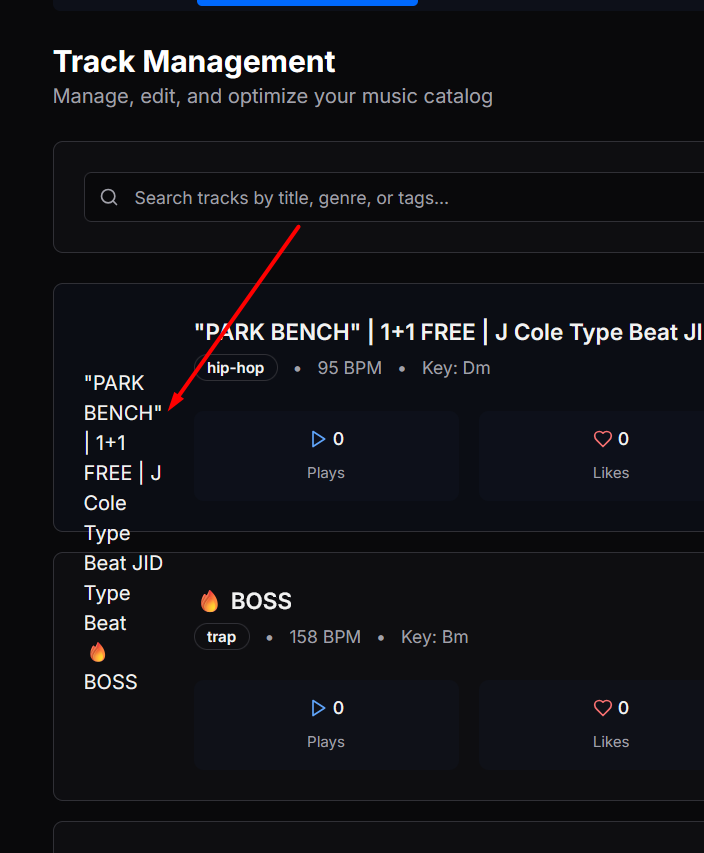 Track Management
Manage, edit, and optimize your music catalog
Search tracks by title, genre, or tags...
"PARK BENCH" | 1+1 FREE | J Cole Type Beat JI
hip-hop • 95 BPM • Key: Dm
"PARK
BENCH"
| 1+1
FREE | J
Cole
Type
Beat JID
Type
Beat
0
Plays
0
Likes
🔥 BOSS
trap • 158 BPM • Key: Bm
🔥
BOSS
0
Plays
0
Likes